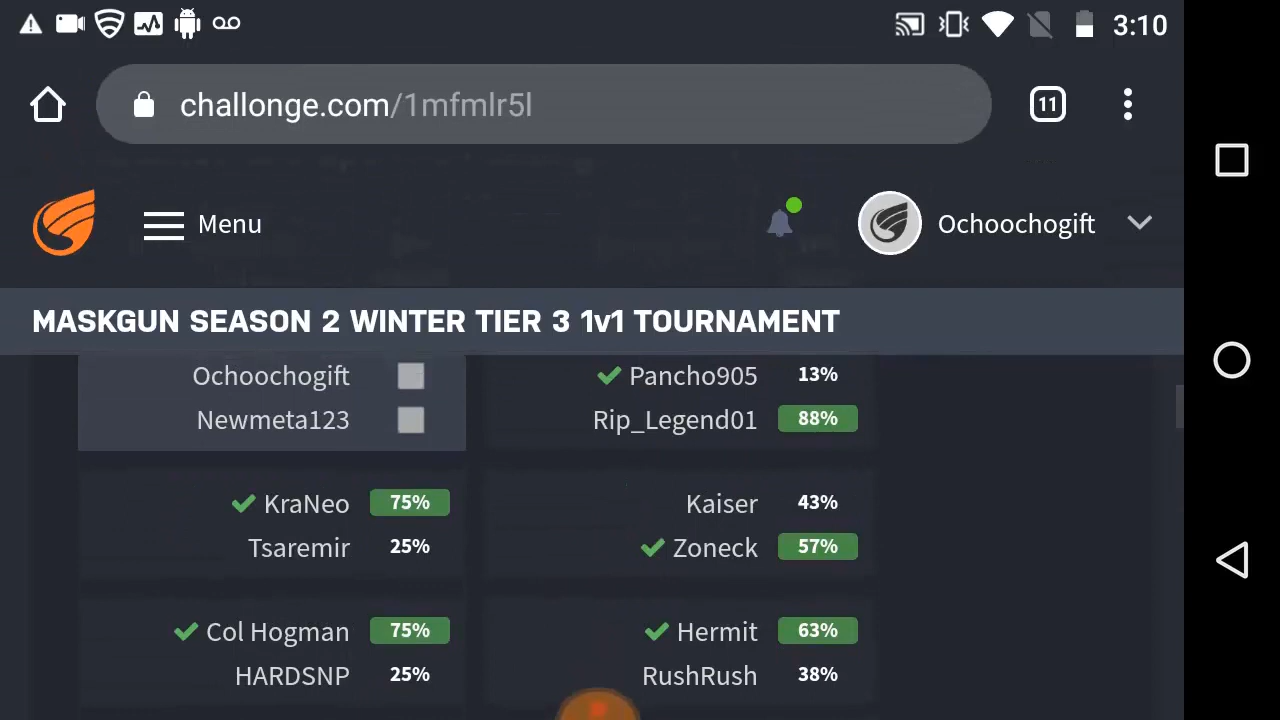 3:10
challonge.com/1mfmlr5l
11
Menu
Ochoochogift
MASKGUN SEASON 2 WINTER TIER 3 1v1 TOURNAMENT
Ochoochogift
Newmeta123
Pancho905 13%
Rip_Legend01 88%
KraNeo 75%
Tsaremir 25%
Kaiser 43%
Zoneck 57%
Col Hogman 75%
HARDSNP 25%
Hermit 63%
RushRush 38%